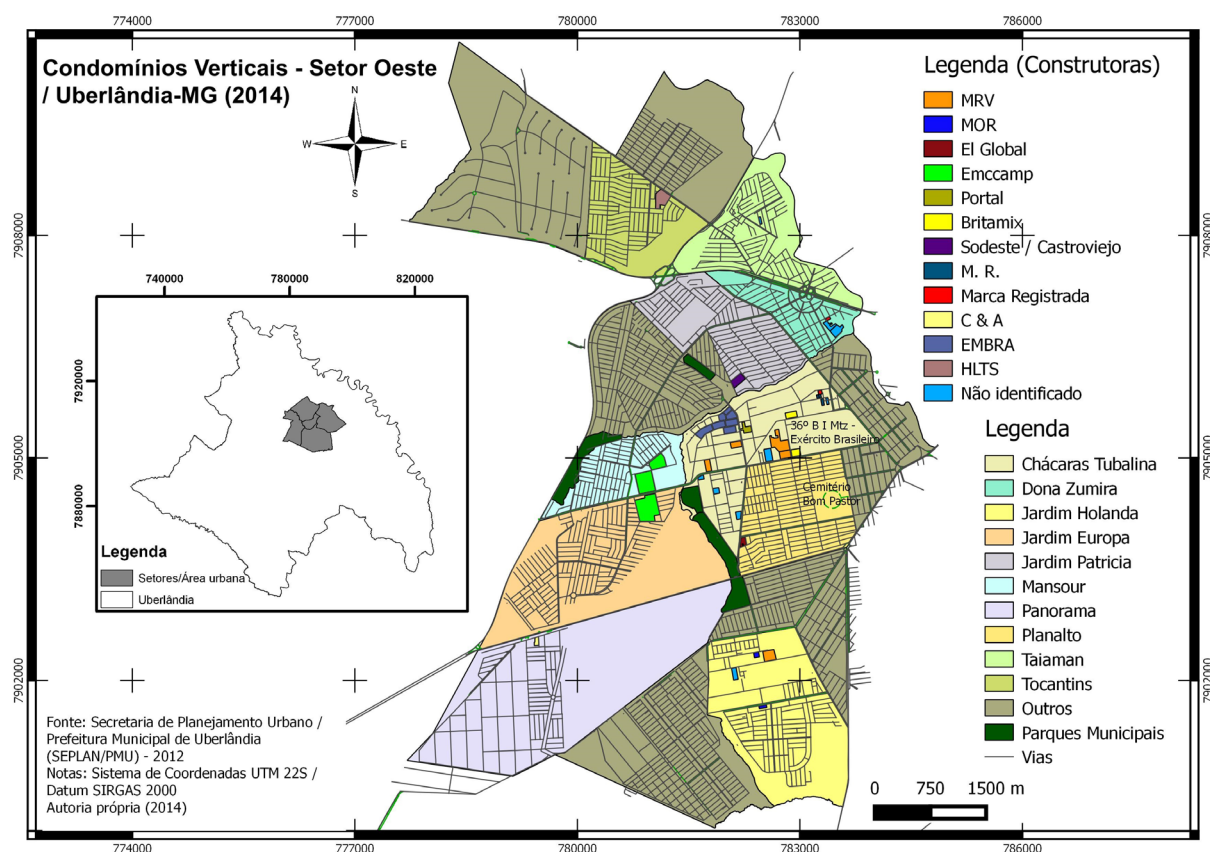 774000
777000
780000
783000
786000
Condomínios Verticais - Setor Oeste
/ Uberlândia-MG (2014)
N
W
E
S
7908000
7905000
7902000
740000
780000
820000
7920000
7880000
Legenda
Setores/Área urbana
Uberlândia
36º B I Mtz -
Exército Brasileiro
Cemitério
Bom Pastor
Legenda (Construtoras)
MRV
MOR
El Global
Emccamp
Portal
Britamix
Sodeste / Castroviejo
M. R.
Marca Registrada
C & A
EMBRA
HLTS
Não identificado
Legenda
Chácaras Tubalina
Dona Zumira
Jardim Holanda
Jardim Europa
Jardim Patricia
Mansour
Panorama
Planalto
Taiaman
Tocantins
Outros
Parques Municipais
Vias
0 750 1500 m
7908000
7905000
7902000
Fonte: Secretaria de Planejamento Urbano /
Prefeitura Municipal de Uberlândia
(SEPLAN/PMU) - 2012
Notas: Sistema de Coordenadas UTM 22S /
Datum SIRGAS 2000
Autoria própria (2014)
774000
777000
780000
783000
786000